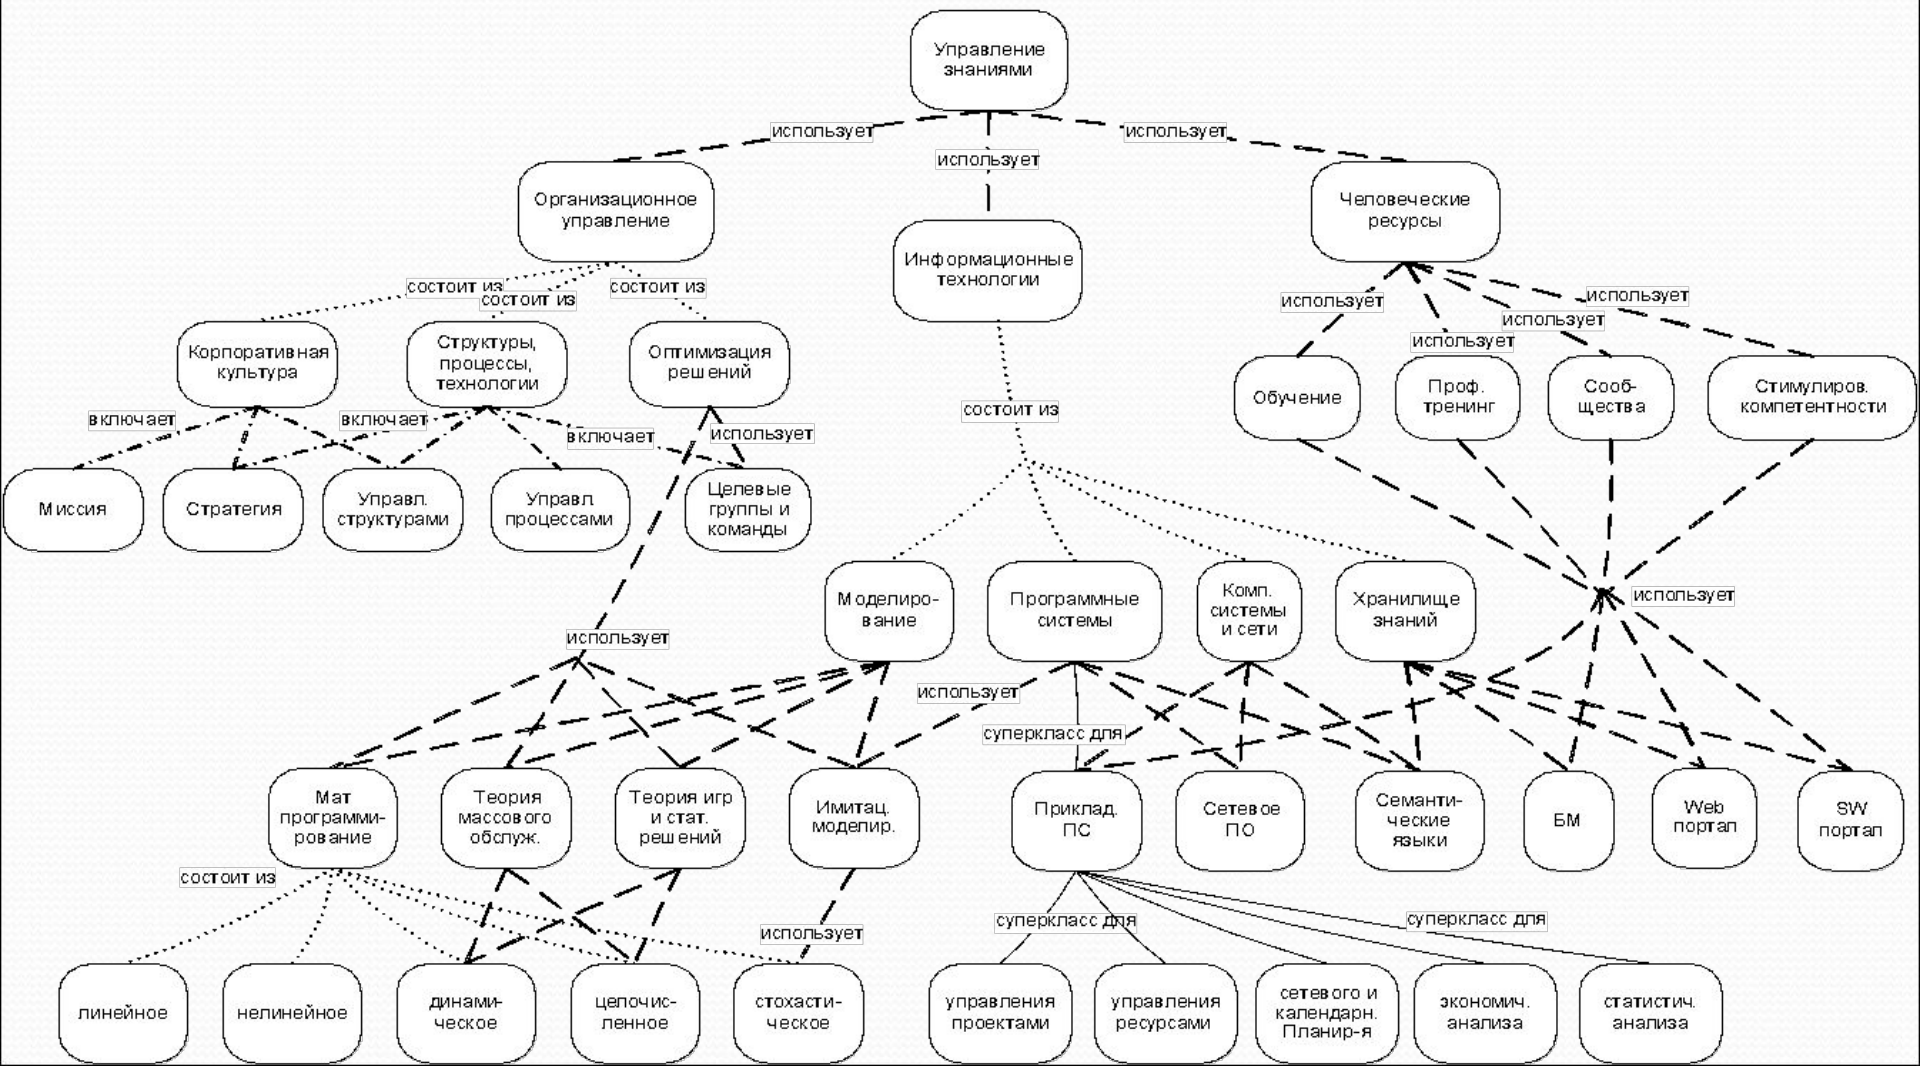 Управление
знаниями
использует
использует
использует
Организационное
управление
Человеческие
ресурсы
Информационные
технологии
состоит из
состоит из
состоит из
использует
использует
использует
использует
Корпоративная
культура
Структуры,
процессы,
технологии
Оптимизация
решений
Обучение
Проф.
тренинг
Сооб-
щества
Стимулиров.
компетентности
включает
включает
включает
использует
состоит из
Миссия
Стратегия
Управл.
структурами
Управл.
процессами
Целевые
группы и
команды
Моделиро-
вание
Программные
системы
Комп.
системы
и сети
Хранилище
знаний
использует
использует
использует
суперкласс для
Мат
программи-
рование
Теория
массового
обслуж.
Теория игр
и стат.
решений
Имитац.
моделир.
Приклад.
ПС
Сетевое
ПО
Семанти-
ческие
языки
БМ
Web
портал
SW
портал
состоит из
использует
суперкласс для
суперкласс для
линейное
нелинейное
динами-
ческое
целочис-
ленное
стохасти-
ческое
управления
проектами
управления
ресурсами
сетевого и
календарн.
Планир-я
экономич.
анализа
статистич.
анализа